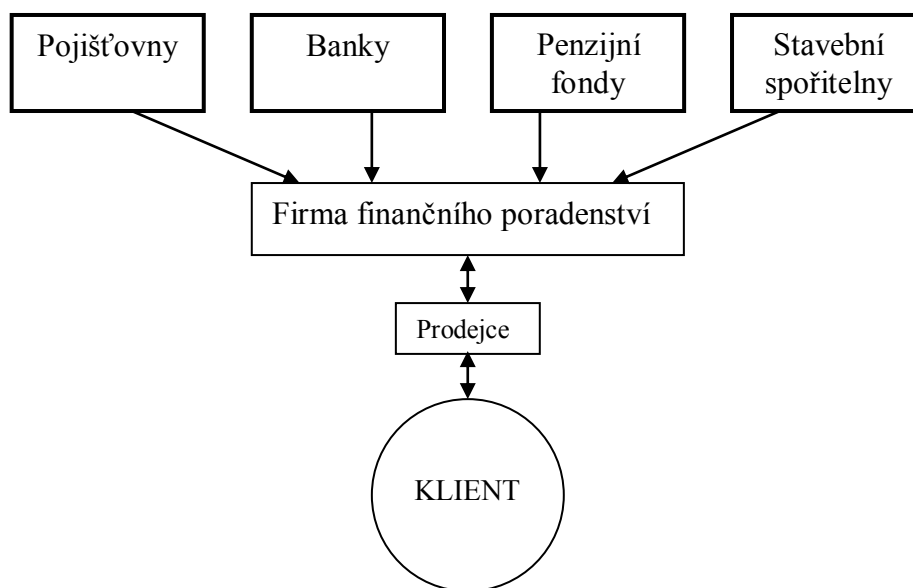 Pojišťovny
Banky
Penzijní
fondy
Stavební
spořitelny
Firma finančního poradenství
Prodejce
KLIENT